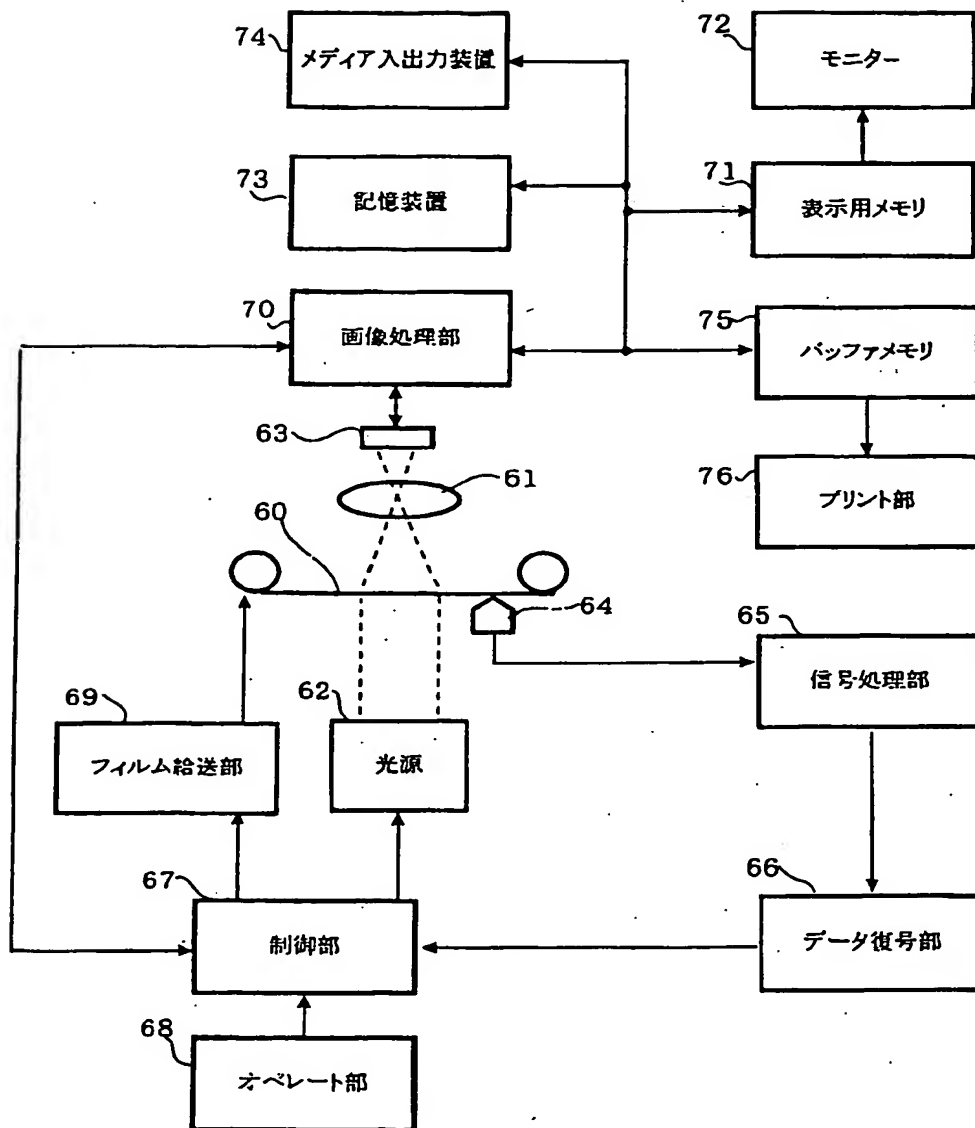 74
メディア入出力装置
72
モニター
73
記憶装置
71
表示用メモリ
70
画像処理部
75
バッファメモリ
63
61
76
プリント部
60
64
65
信号処理部
69
フィルム給送部
62
光源
67
制御部
66
データ復号部
68
オペレート部